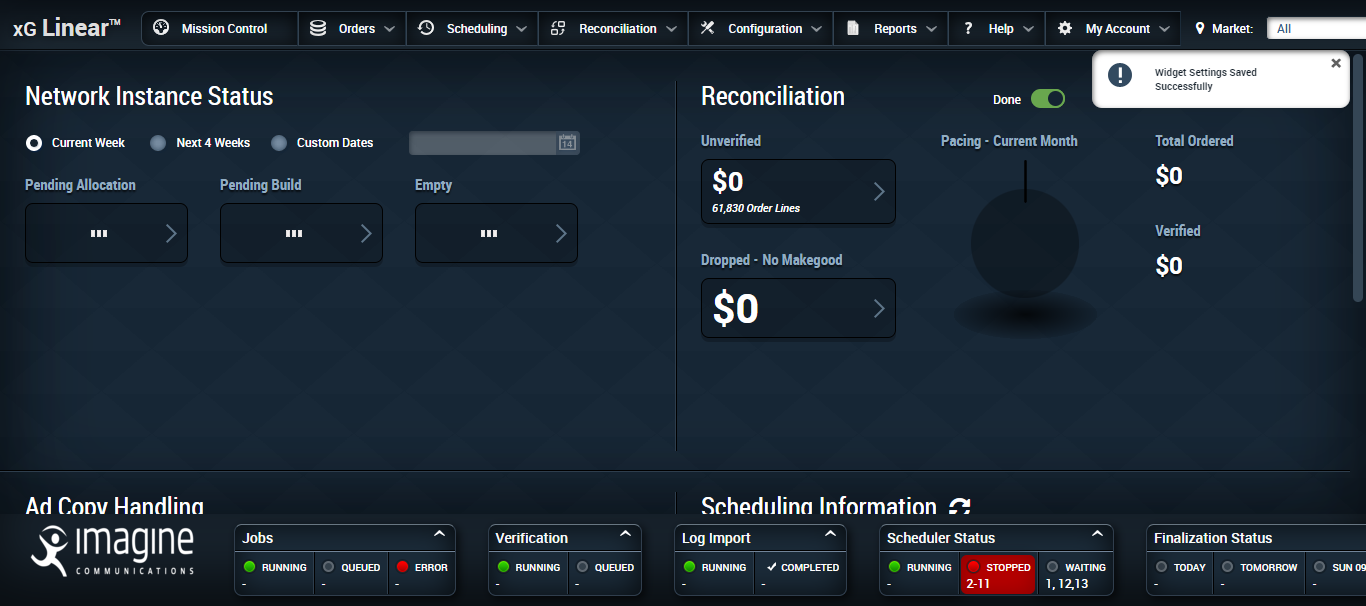 xG Linear™
Mission Control
Orders
Scheduling
Reconciliation
Configuration
Reports
? Help
My Account
Market:
All
Widget Settings Saved
Successfully
Network Instance Status
Current Week
Next 4 Weeks
Custom Dates
14
Pending Allocation
Pending Build
Empty
Reconciliation
Done
Unverified
$0
61,830 Order Lines
Dropped - No Makegood
$0
Pacing - Current Month
Total Ordered
$0
Verified
$0
Ad Copy Handling
Scheduling Information
imagine
COMMUNICATIONS
Jobs
RUNNING
-
QUEUED
-
ERROR
-
Verification
RUNNING
-
QUEUED
-
Log Import
RUNNING
-
COMPLETED
-
Scheduler Status
RUNNING
-
STOPPED
2-11
WAITING
1, 12,13
Finalization Status
TODAY
-
TOMORROW
-
SUN 09
-